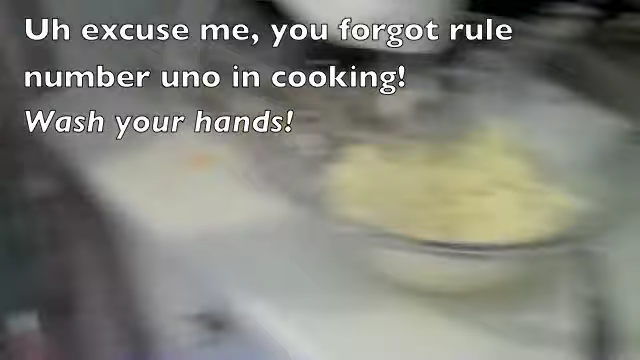 Uh excuse me, you forgot rule
number uno in cooking!
Wash your hands!